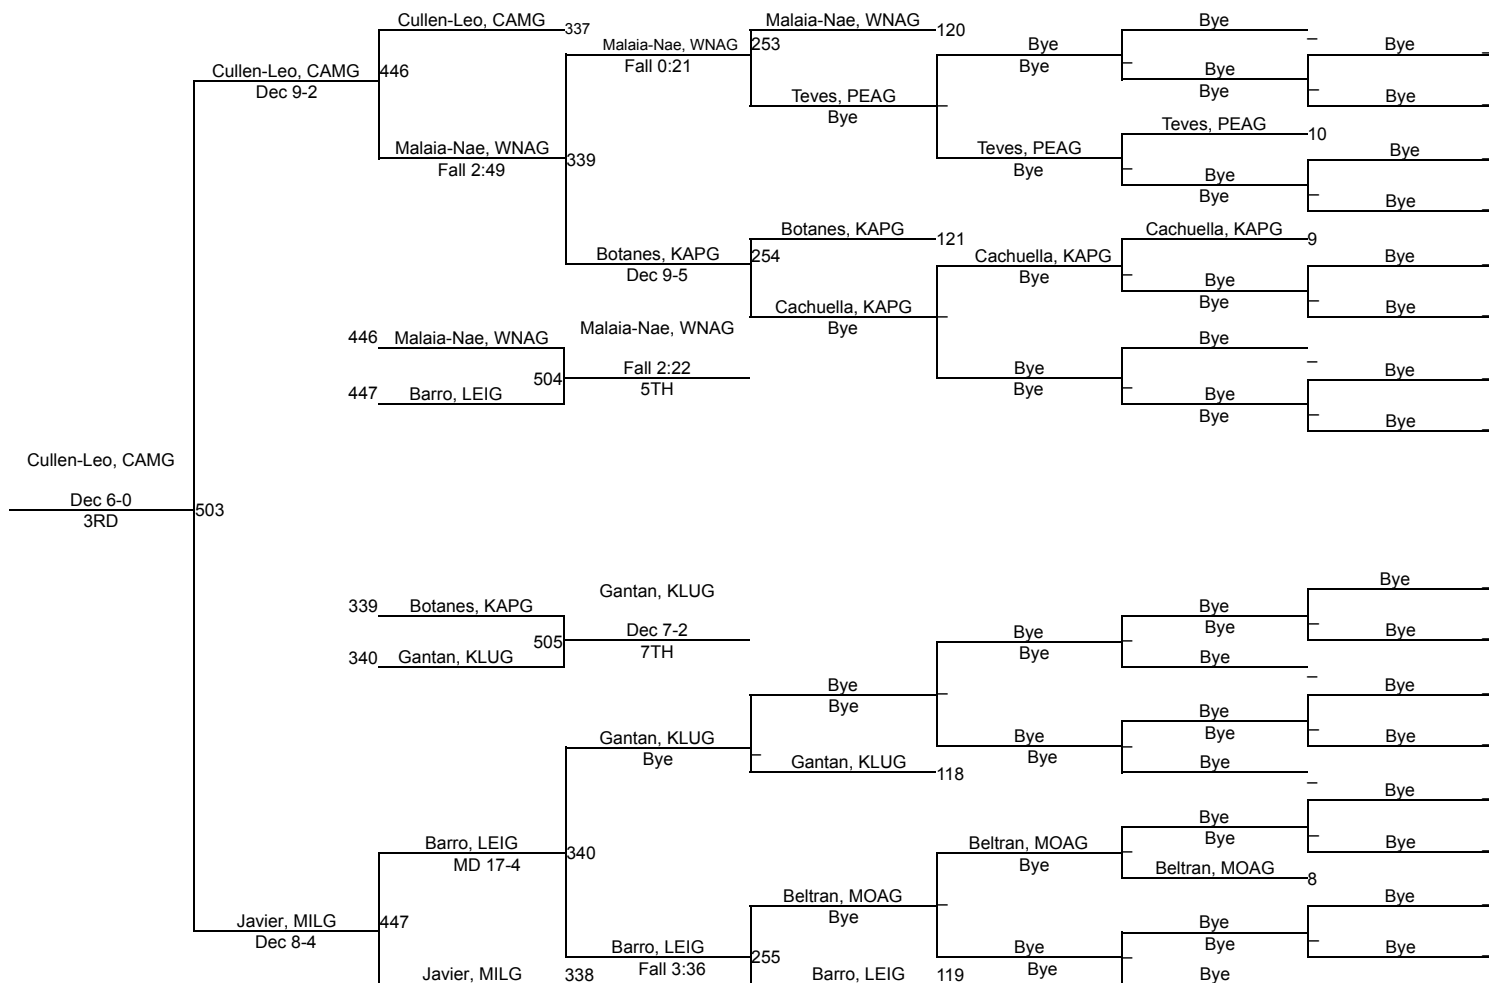 Cullen-Leo, CAMG
337
Malaia-Nae, WNAG
120
Bye
Malaia-Nae, WNAG
253
Fall 0:21
Bye
Bye
Bye
Cullen-Leo, CAMG
446
Dec 9-2
Bye
Bye
Teves, PEAG
Bye
Bye
Teves, PEAG
10
Malaia-Nae, WNAG
339
Fall 2:49
Teves, PEAG
Bye
Bye
Bye
Bye
Bye
Botanes, KAPG
121
Cachuella, KAPG
9
Botanes, KAPG
254
Dec 9-5
Cachuella, KAPG
Bye
Bye
Bye
Bye
Cachuella, KAPG
Bye
Bye
446
Malaia-Nae, WNAG
Malaia-Nae, WNAG
Bye
504
Fall 2:22
5TH
Bye
Bye
Bye
447
Barro, LEIG
Bye
Bye
Bye
Cullen-Leo, CAMG
Dec 6-0
503
3RD
Bye
339
Botanes, KAPG
Gantan, KLUG
Bye
Bye
505
Dec 7-2
7TH
Bye
Bye
Bye
340
Gantan, KLUG
Bye
Bye
Bye
Bye
Bye
Bye
Gantan, KLUG
Bye
Bye
Bye
Bye
Gantan, KLUG
118
Bye
Bye
Bye
Bye
Barro, LEIG
340
MD 17-4
Beltran, MOAG
Bye
Bye
Beltran, MOAG
8
Beltran, MOAG
Bye
Bye
Javier, MILG
447
Dec 8-4
Bye
Bye
Barro, LEIG
255
Fall 3:36
Bye
Bye
Bye
Javier, MILG
338
Barro, LEIG
119
Bye